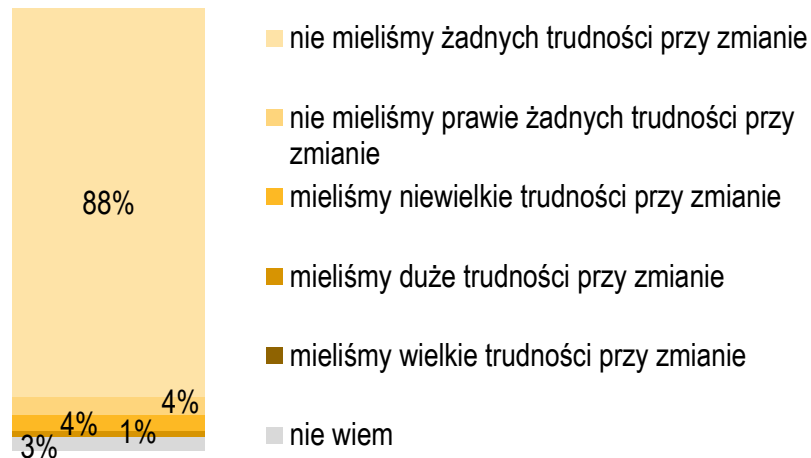 nie mieliśmy żadnych trudności przy zmianie
nie mieliśmy prawie żadnych trudności przy
zmianie
88%
mieliśmy niewielkie trudności przy zmianie
mieliśmy duże trudności przy zmianie
mieliśmy wielkie trudności przy zmianie
4%
4%
1%
3%
nie wiem